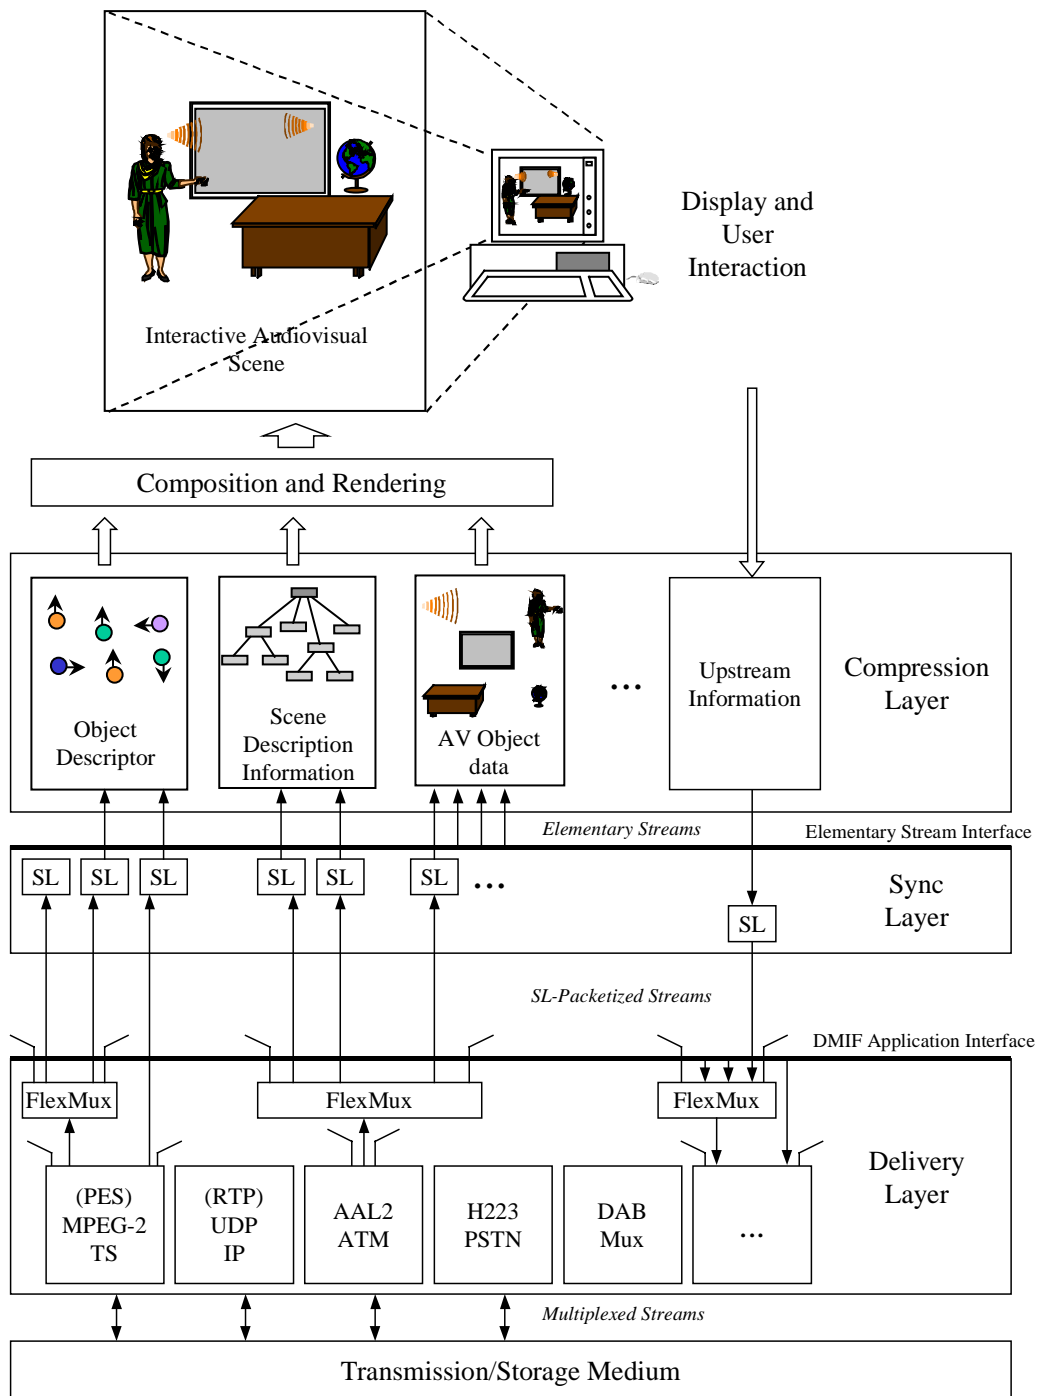 Display and
User
Interaction
Interactive Audiovisual
Scene
Composition and Rendering
Object
Descriptor
Scene
Description
Information
AV Object
data
...
Upstream
Information
Compression
Layer
Elementary Streams
Elementary Stream Interface
SL
SL
SL
SL
SL
SL
...
SL
Sync
Layer
SL-Packetized Streams
DMIF Application Interface
FlexMux
FlexMux
FlexMux
Delivery
Layer
(PES)
MPEG-2
TS
(RTP)
UDP
IP
AAL2
ATM
H223
PSTN
DAB
Mux
...
Multiplexed Streams
Transmission/Storage Medium